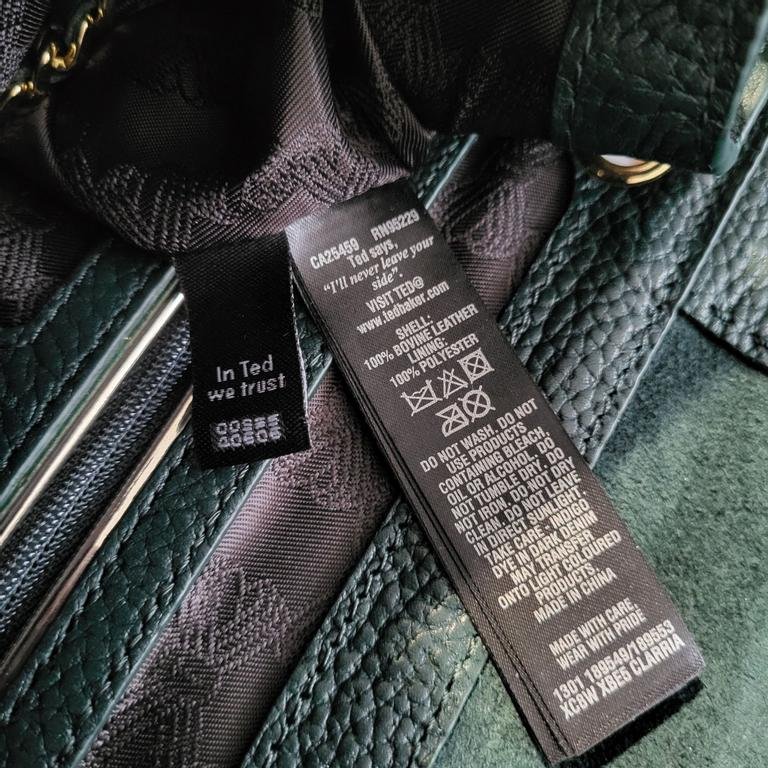 In Ted
we trust
CA25459 RN95229
Ted says,
"I'll never leave your
side".
VISIT TED@
www.tedbaker.com
SHELL:
100% BOVINE LEATHER
LINING:
100% POLYESTER
DO NOT WASH. DO NOT
USE PRODUCTS
CONTAINING BLEACH,
OIL OR ALCOHOL. DO
NOT TUMBLE DRY. DO
NOT IRON. DO NOT DRY
CLEAN. DO NOT LEAVE
IN DIRECT SUNLIGHT.
TAKE CARE - INDIGO
DYE IN DARK DENIM
MAY TRANSFER
ONTO LIGHT COLOURED
PRODUCTS.
MADE IN CHINA
MADE WITH CARE
WEAR WITH PRIDE
1301 XCBW XBE5 CLARRIA